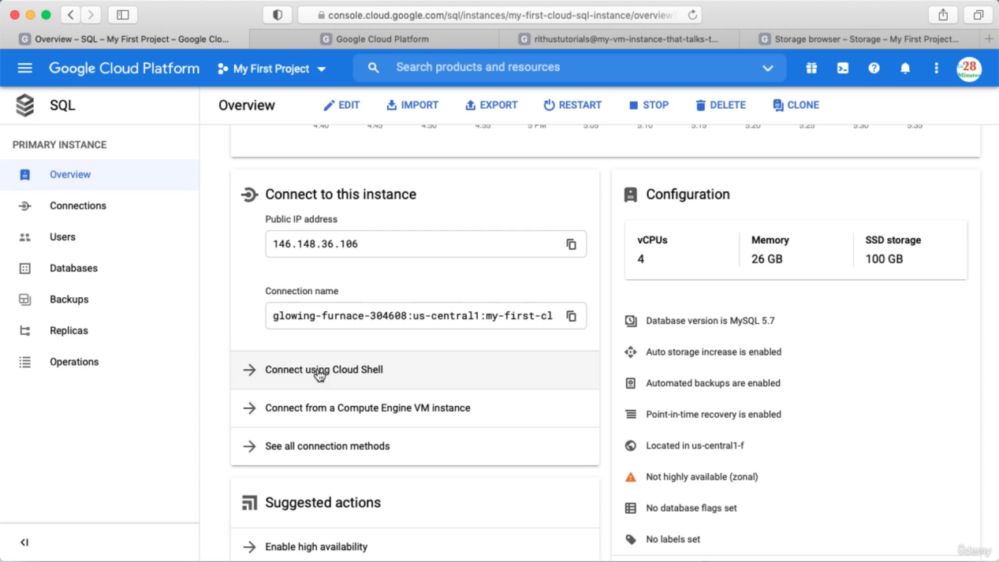 console.cloud.google.com/sql/instances/my-first-cloud-sql-instance/overview?
Overview – SQL – My First Project – Google Clo...
Google Cloud Platform
rithustutorials@my-vm-instance-that-talks-t...
Storage browser – Storage – My First Project...
Google Cloud Platform
My First Project
Search products and resources
28
Minutes
SQL
Overview
EDIT
IMPORT
EXPORT
RESTART
STOP
DELETE
CLONE
4:40 4:45 4:50 4:55 5 PM 5:05 5:10 5:15 5:20 5:25 5:30 5:35
PRIMARY INSTANCE
Overview
Connections
Users
Databases
Backups
Replicas
Operations
Connect to this instance
Public IP address
146.148.36.106
Connection name
glowing-furnace-304608:us-central1:my-first-cl
Connect using Cloud Shell
Connect from a Compute Engine VM instance
See all connection methods
Suggested actions
Enable high availability
Configuration
vCPUs
4
Memory
26 GB
SSD storage
100 GB
Database version is MySQL 5.7
Auto storage increase is enabled
Automated backups are enabled
Point-in-time recovery is enabled
Located in us-central1-f
Not highly available (zonal)
No database flags set
No labels set
ûdemy